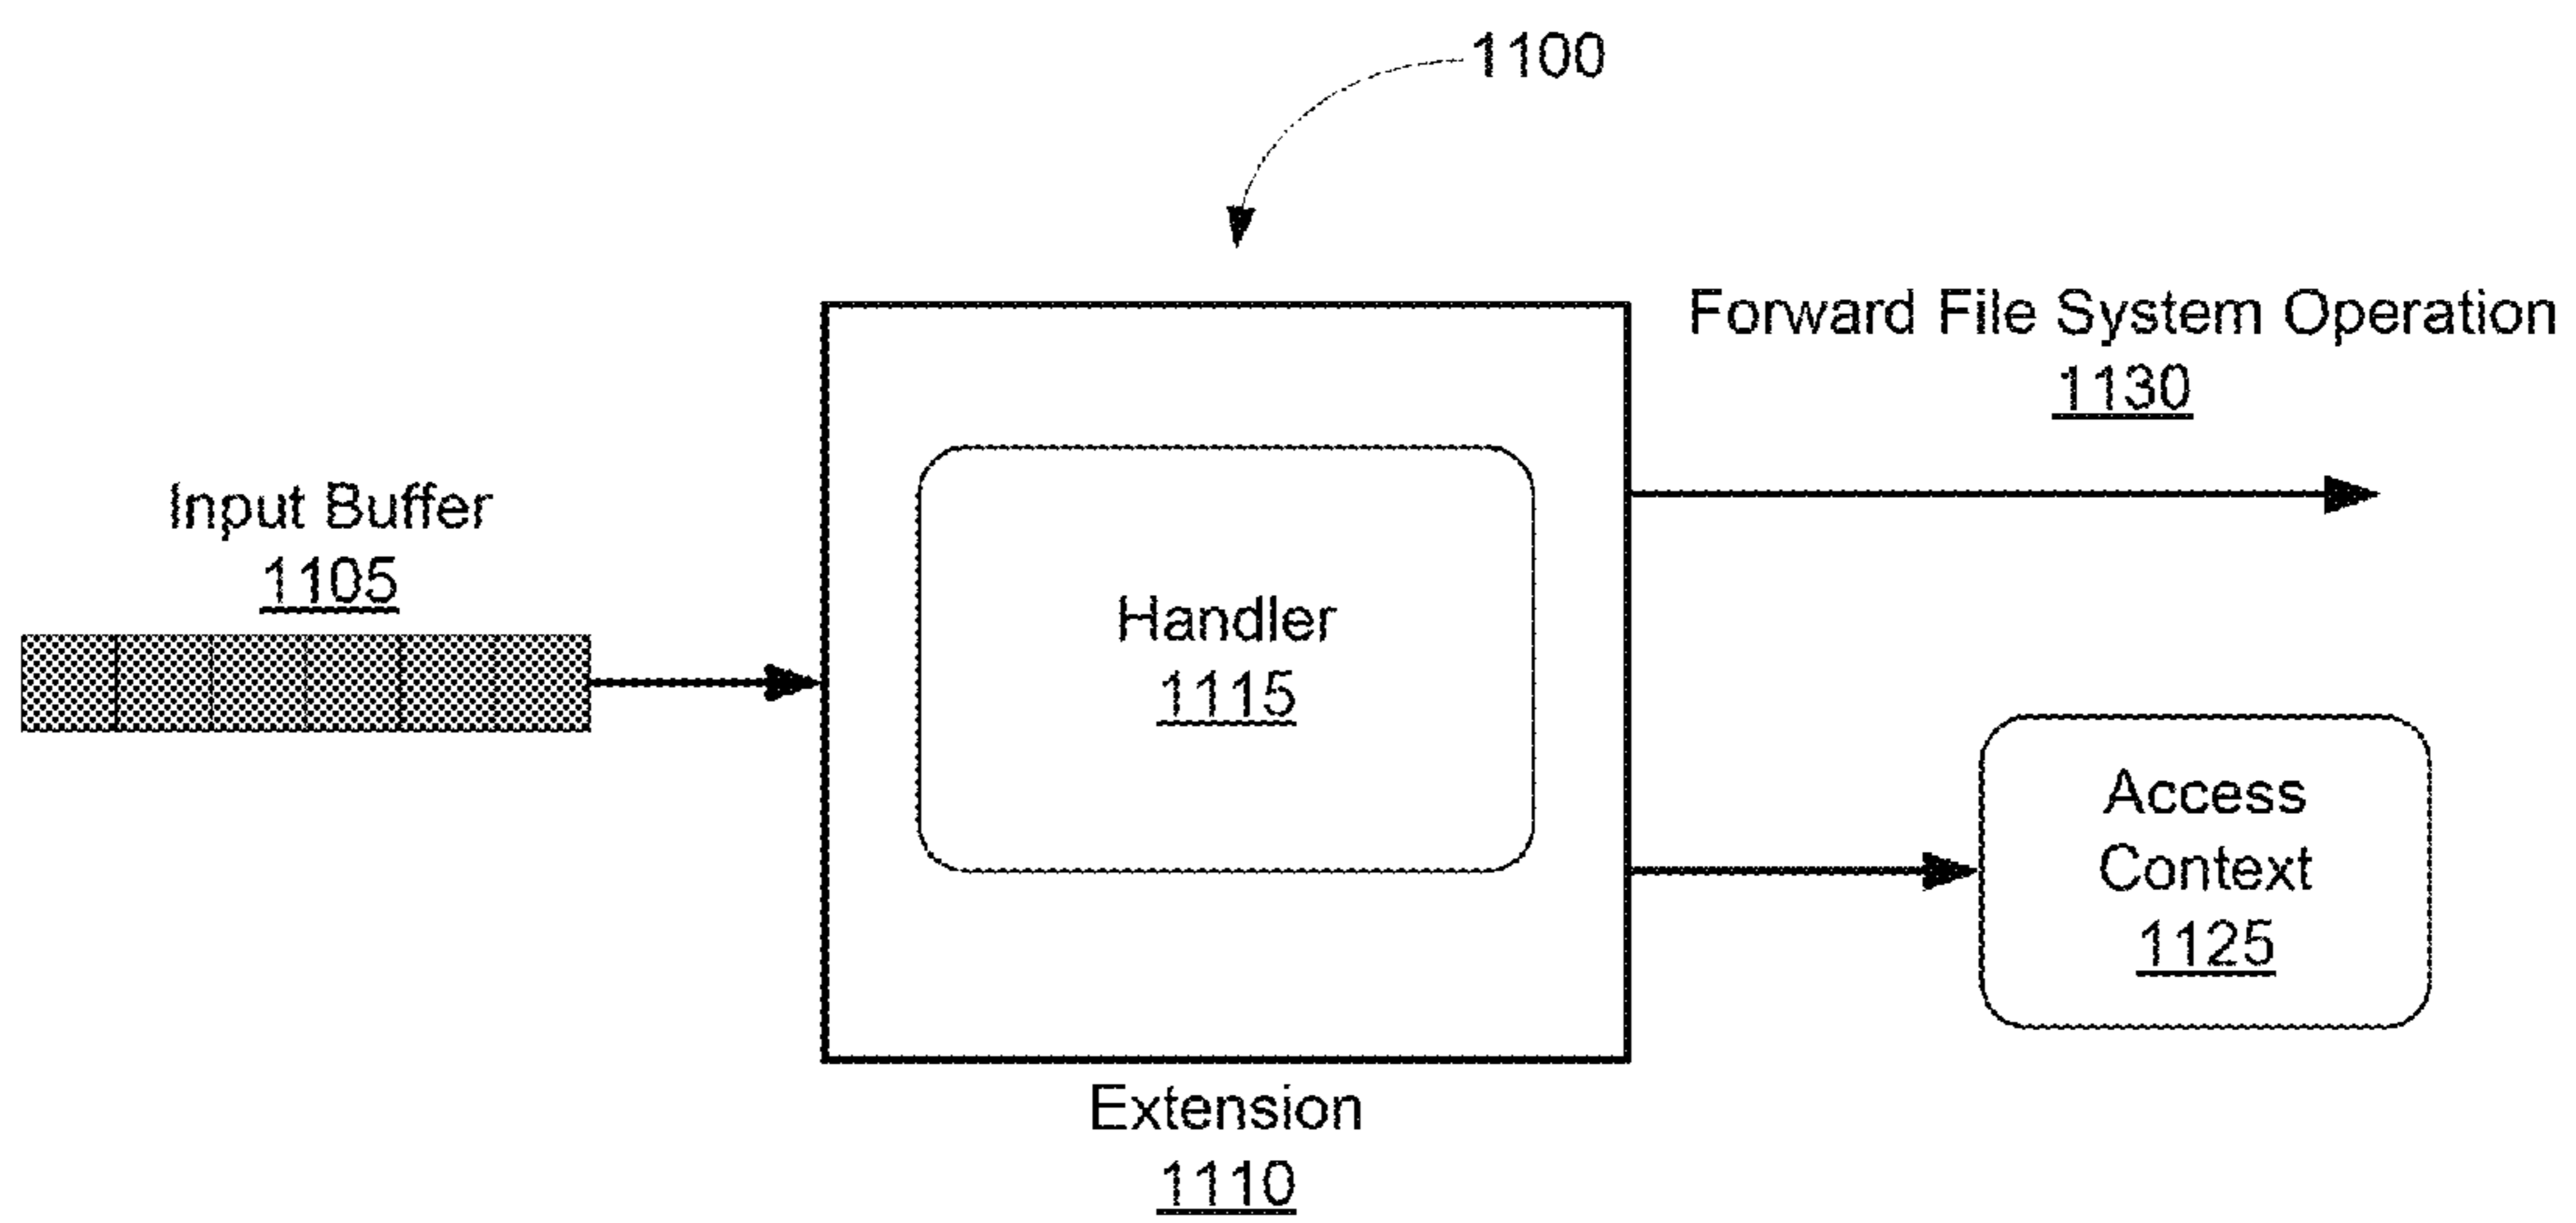 1100
Forward File System Operation
1130
Input Buffer
1105
Handler
1115
Access
Context
1125
Extension
1110